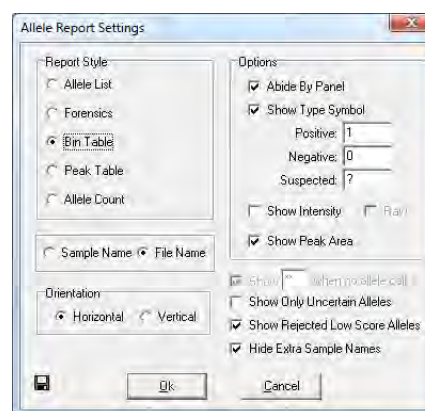 Allele Report Settings
Report Style
Allele List
Forensics
Bin Table
Peak Table
Allele Count
Sample Name File Name
Orientation
Horizontal Vertical
Options
Abide By Panel
Show Type Symbol
Positive: 1
Negative: 0
Suspected: ?
Show Intensity
Show Peak Area
Show when no allele call
Show Only Uncertain Alleles
Show Rejected Low Score Alleles
Hide Extra Sample Names
Ok Cancel